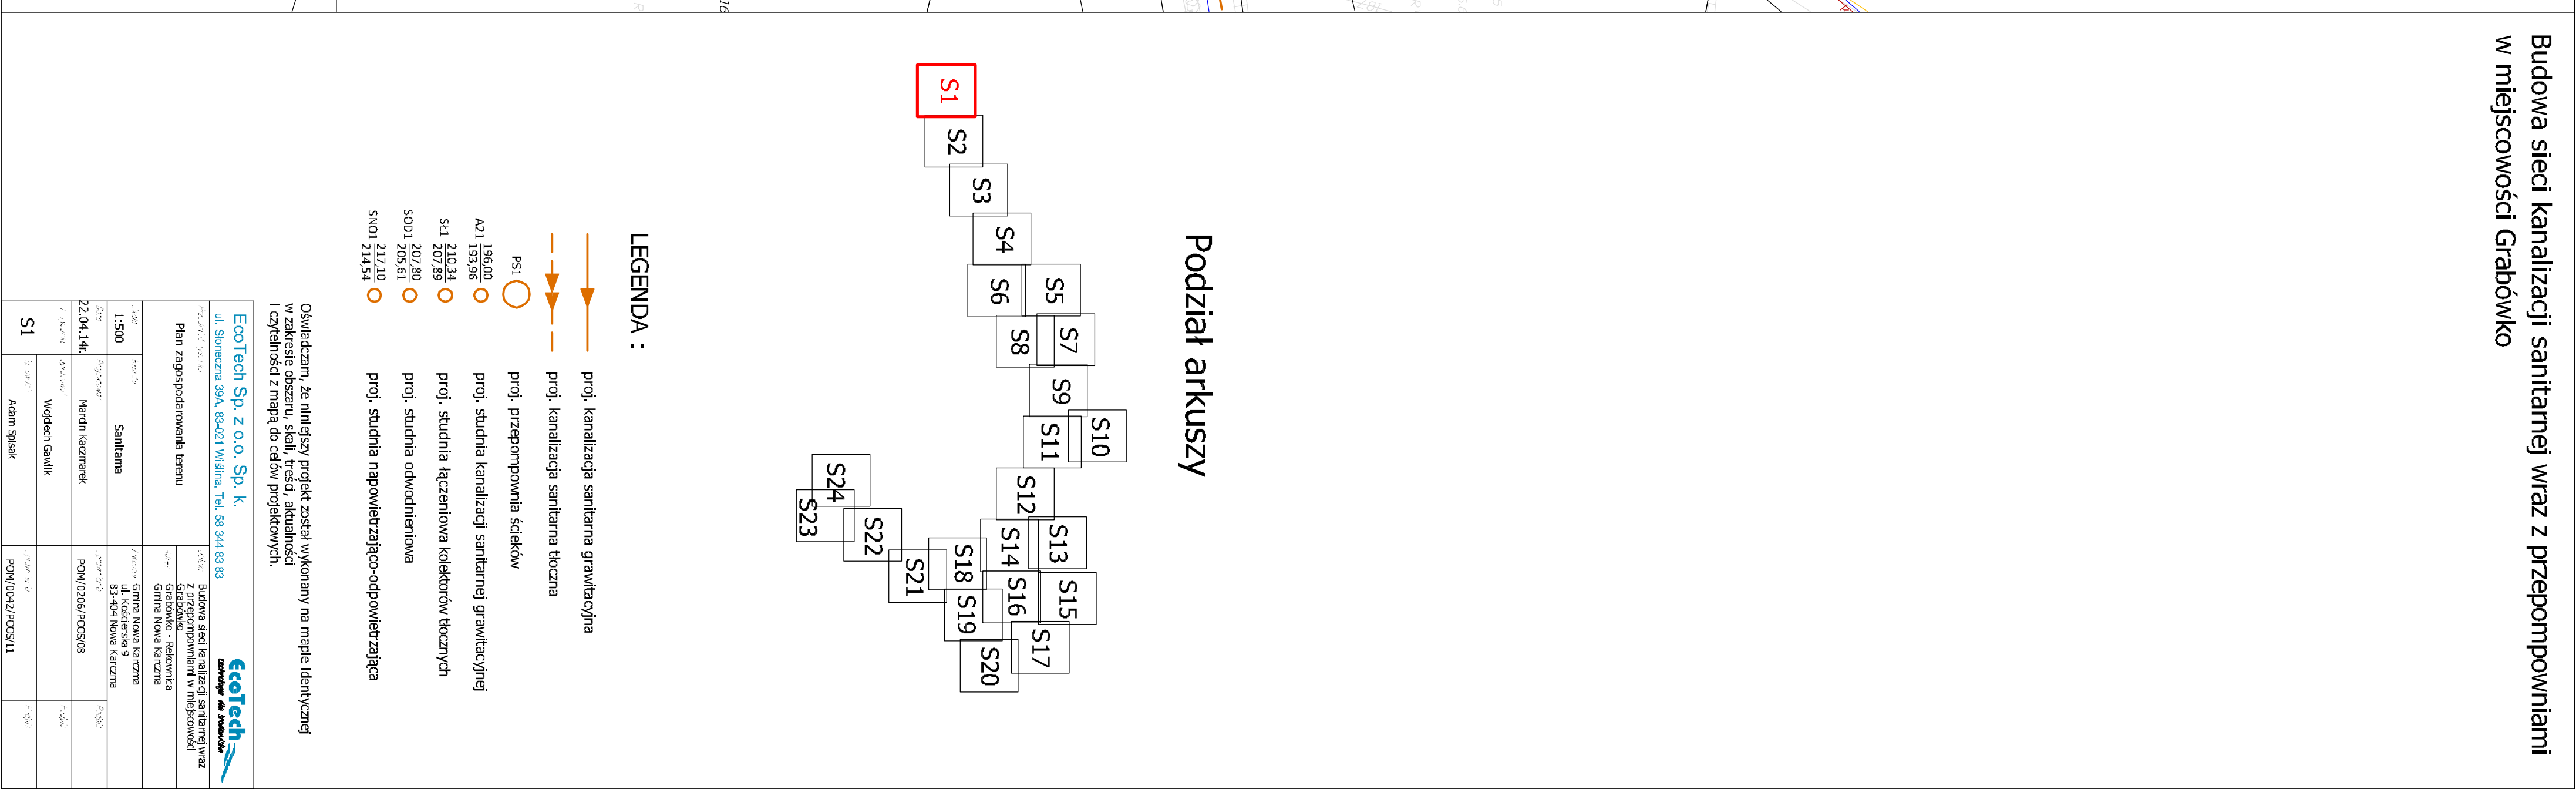 Budowa sieci kanalizacji sanitarnej wraz z przepompowniami
w miejscowości Grabówko
Podział arkuszy
S1
S2
S3
S4
S5
S6
S7
S8
S9
S10
S11
S12
S13
S14
S15
S16
S17
S18
S19
S20
S21
S22
S23
S24
LEGENDA :
proj. kanalizacja sanitarna grawitacyjna
proj. kanalizacja sanitarna tłoczna
PS1 proj. przepompownia ścieków
A21 196,00 193,96 proj. studnia kanalizacji sanitarnej grawitacyjnej
SŁ1 210,34 207,89 proj. studnia łączeniowa kolektorów tłocznych
SOD1 207,80 205,61 proj. studnia odwodnieniowa
SNO1 217,10 214,54 proj. studnia napowietrzająco-odpowietrzająca
Oświadczam, że niniejszy projekt został wykonany na mapie identycznej
w zakresie obszaru, skali, treści, aktualności
i czytelności z mapą do celów projektowych.
EcoTech Sp. z o.o. Sp. k.
ul. Słoneczna 39A, 83-021 Wiślina, Tel. 58 344 83 83
EcoTech
technologie dla środowiska
Plan zagospodarowania terenu
Budowa sieci kanalizacji sanitarnej wraz
z przepompowniami w miejscowości
Grabówko
Grabówko - Rekownica
Gmina Nowa Karczma
1:500
Sanitarna
Gmina Nowa Karczma
ul. Kościerska 9
83-404 Nowa Karczma
22.04.14r.
Marcin Kaczmarek
POM/0206/POOS/08
Wojciech Gawlik
S1
Adam Spisak
POM/0042/POOS/11